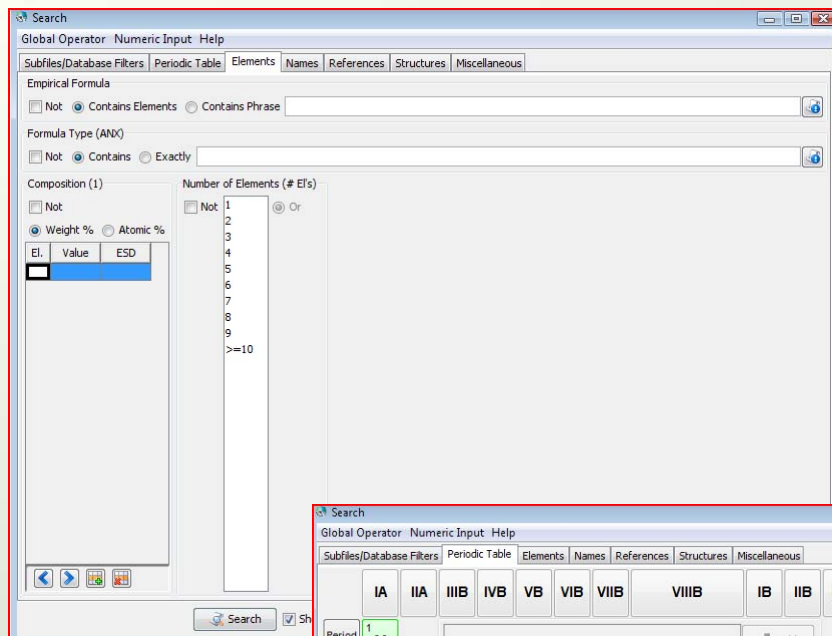 Search
Global Operator Numeric Input Help
Subfiles/Database Filters Periodic Table Elements Names References Structures Miscellaneous
Empirical Formula
Not Contains Elements Contains Phrase
Formula Type (ANX)
Not Contains Exactly
Composition (1)
Not
Weight % Atomic %
El. Value ESD
Number of Elements (# El's)
Not 1 Or
2
3
4
5
6
7
8
9
>=10
Search
Search
Global Operator Numeric Input Help
Subfiles/Database Filters Periodic Table Elements Names References Structures Miscellaneous
IA IIA IIIB IVB VB VIB VIIB VIIIB IB IIB
Period 1